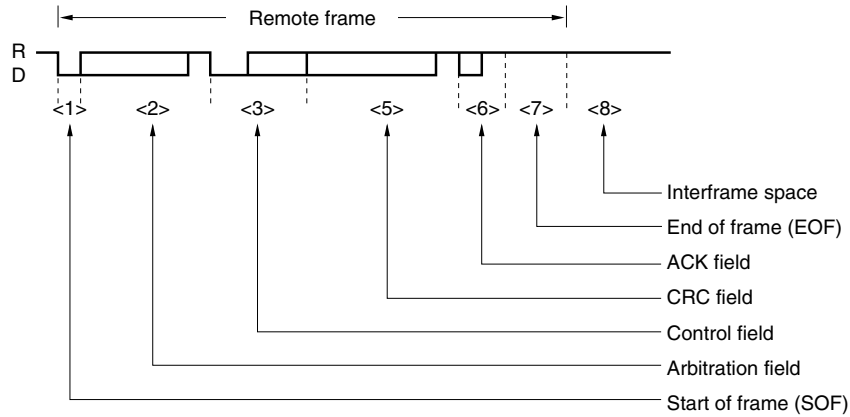 Remote frame
R
D
<1> <2> <3> <5> <6> <7> <8>
Interframe space
End of frame (EOF)
ACK field
CRC field
Control field
Arbitration field
Start of frame (SOF)